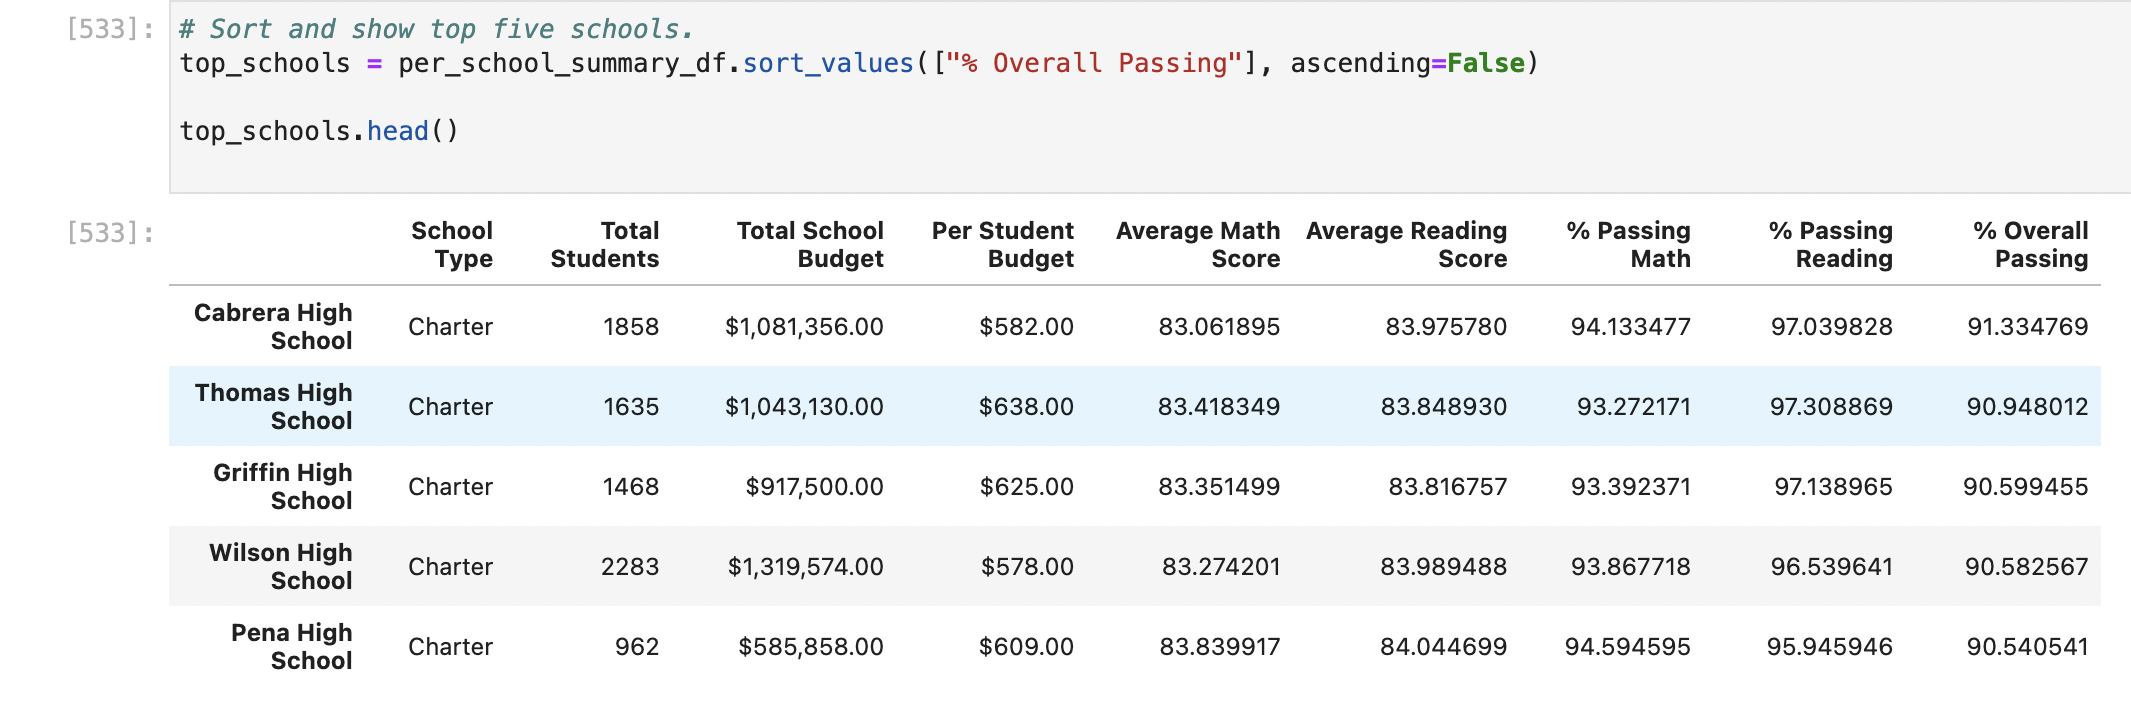 [533]: # Sort and show top five schools.
top_schools = per_school_summary_df.sort_values(["% Overall Passing"], ascending=False)
top_schools.head()
[533]:
School Type Total Students Total School Budget Per Student Budget Average Math Score Average Reading Score % Passing Math % Passing Reading % Overall Passing
Cabrera High School Charter 1858 $1,081,356.00 $582.00 83.061895 83.975780 94.133477 97.039828 91.334769
Thomas High School Charter 1635 $1,043,130.00 $638.00 83.418349 83.848930 93.272171 97.308869 90.948012
Griffin High School Charter 1468 $917,500.00 $625.00 83.351499 83.816757 93.392371 97.138965 90.599455
Wilson High School Charter 2283 $1,319,574.00 $578.00 83.274201 83.989488 93.867718 96.539641 90.582567
Pena High School Charter 962 $585,858.00 $609.00 83.839917 84.044699 94.594595 95.945946 90.540541